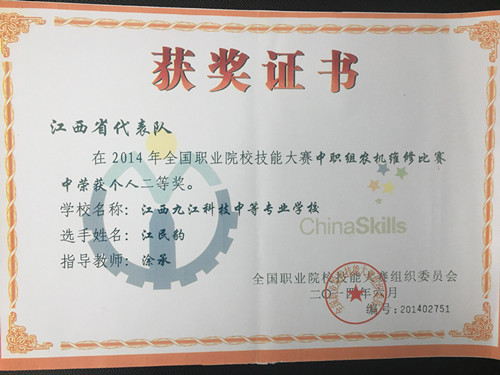 获奖证书
江西省代表队
在2014年全国职业院校技能大赛中职组农机维修比赛
中荣获个人二等奖。
学校名称：江西九江科技中等专业学校
ChinaSkills
选手姓名：江民豹
指导教师：涂承
全国职业院校技能大赛组织委员会
二〇一四年六月
编号：201402751